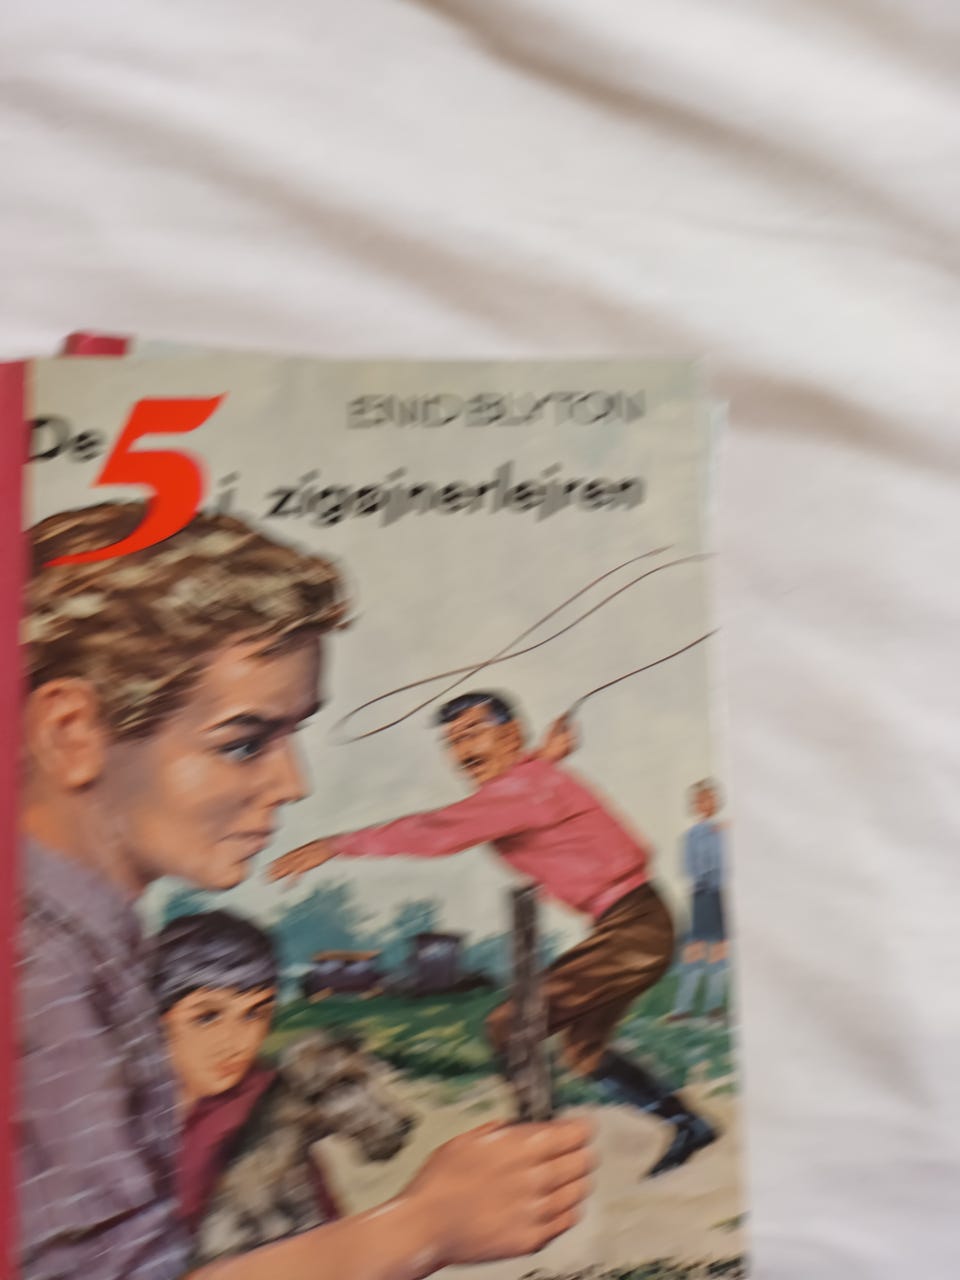 ENID BLYTON
De 5
i zigøjnerlejren